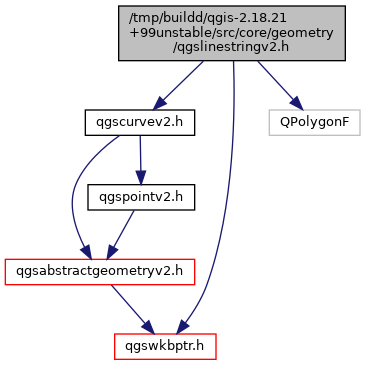 /tmp/buildd/qgis-2.18.21
+99unstable/src/core/geometry
/qgslinestringv2.h
qgscurvev2.h
QPolygonF
qgspointv2.h
qgsabstractgeometryv2.h
qgswkbptr.h